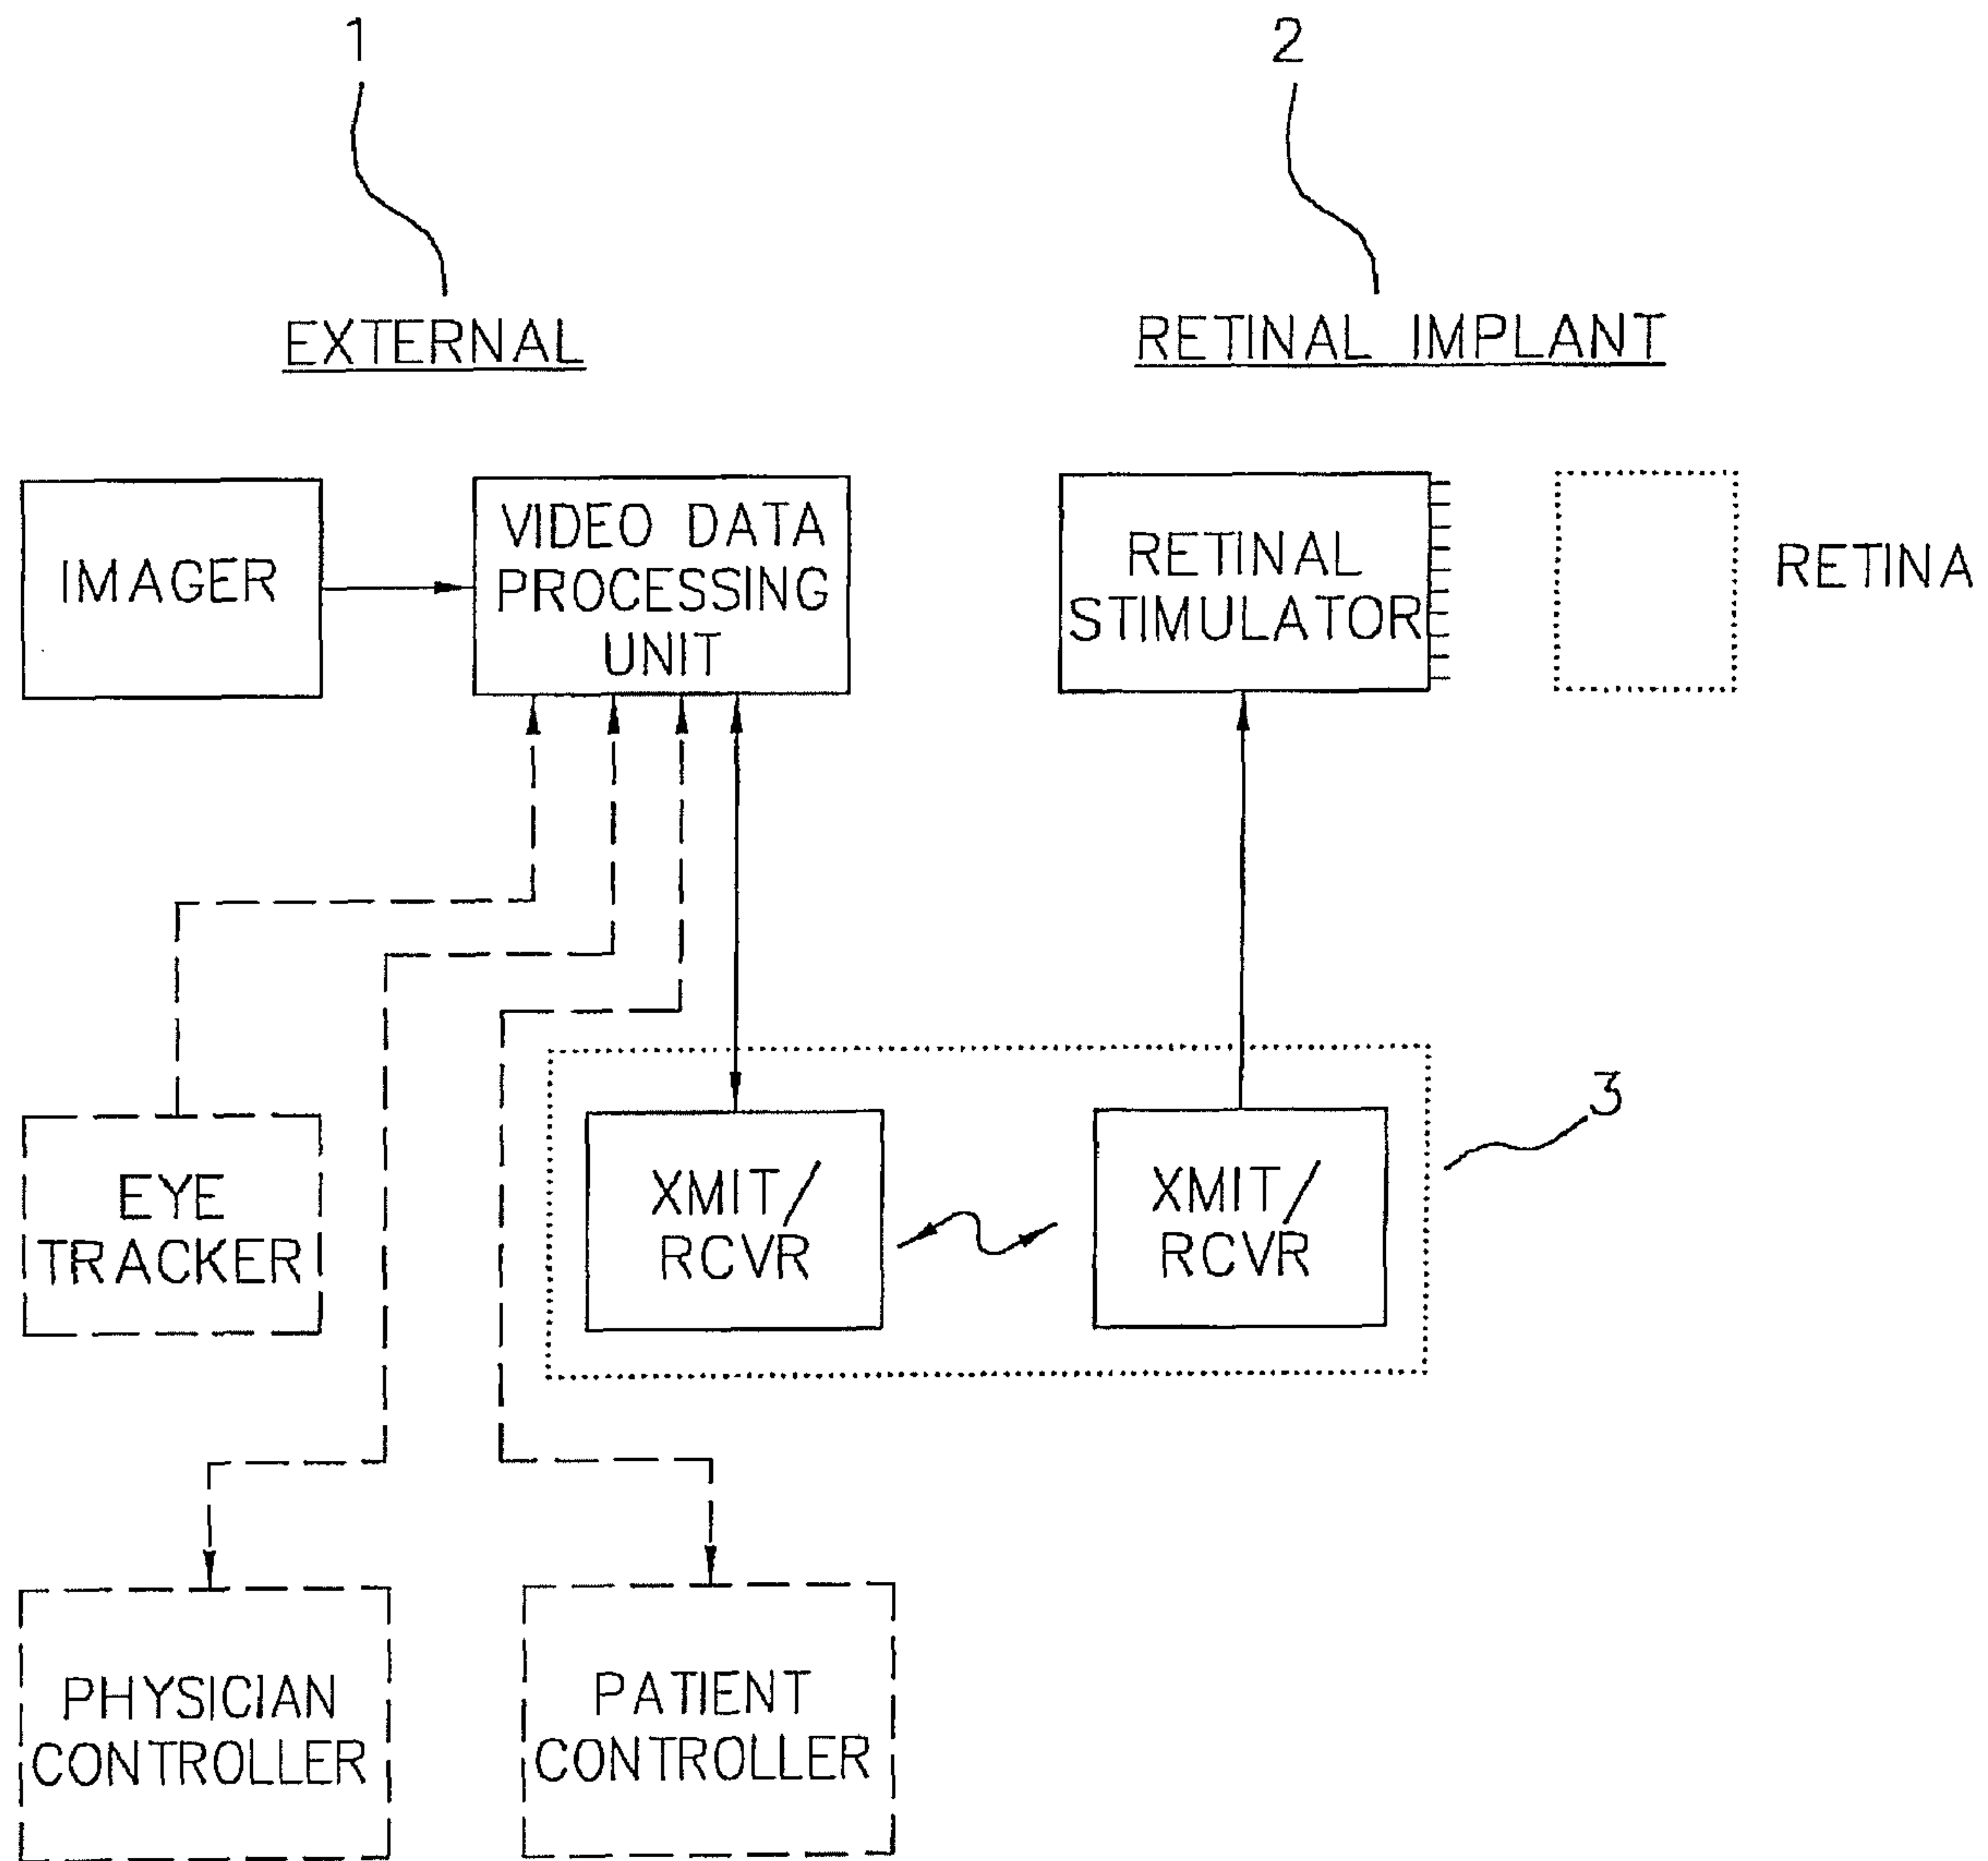 1
2
EXTERNAL
RETINAL IMPLANT
IMAGER
VIDEO DATA
PROCESSING
UNIT
RETINAL
STIMULATOR
RETINA
3
EYE
TRACKER
XMIT/
RCVR
XMIT/
RCVR
PHYSICIAN
CONTROLLER
PATIENT
CONTROLLER